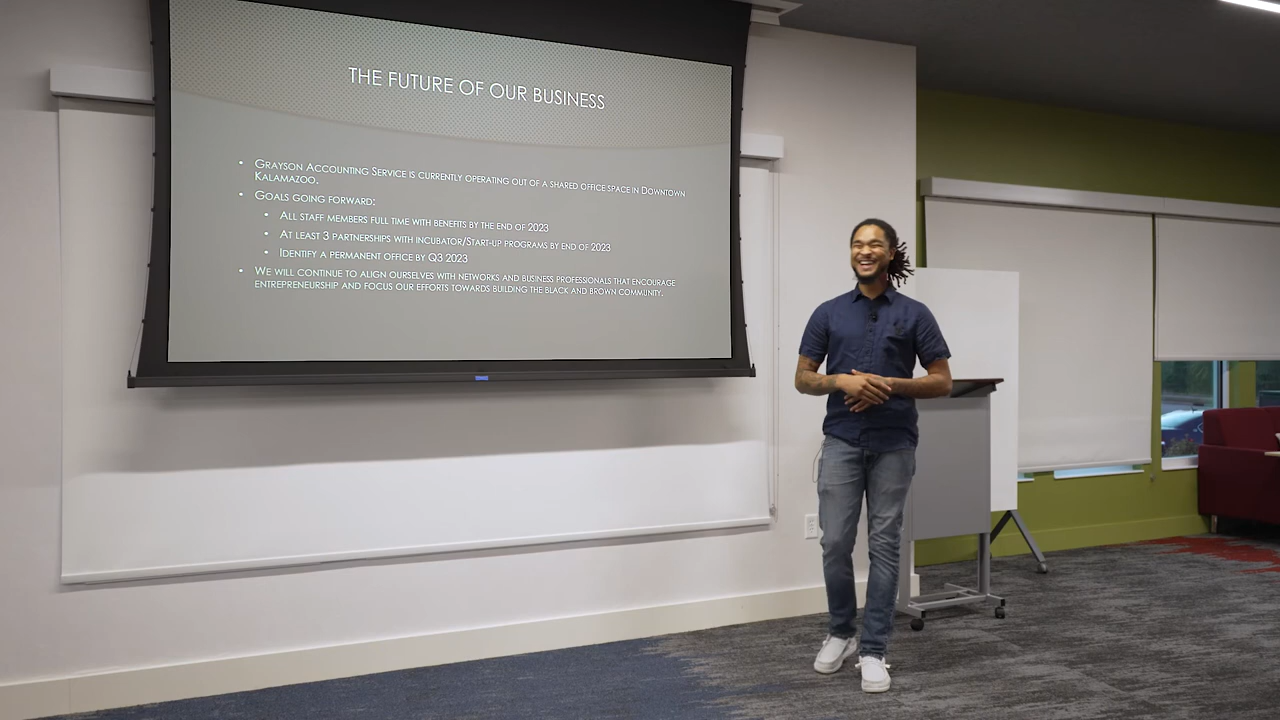 THE FUTURE OF OUR BUSINESS
• GRAYSON ACCOUNTING SERVICE IS CURRENTLY OPERATING OUT OF A SHARED OFFICE SPACE IN DOWNTOWN
KALAMAZOO.
• GOALS GOING FORWARD:
• ALL STAFF MEMBERS FULL TIME WITH BENEFITS BY THE END OF 2023
• AT LEAST 3 PARTNERSHIPS WITH INCUBATOR/START-UP PROGRAMS BY END OF 2023
• IDENTIFY A PERMANENT OFFICE BY Q3 2023
• WE WILL CONTINUE TO ALIGN OURSELVES WITH NETWORKS AND BUSINESS PROFESSIONALS THAT ENCOURAGE
ENTREPRENEURSHIP AND FOCUS OUR EFFORTS TOWARDS BUILDING THE BLACK AND BROWN COMMUNITY.